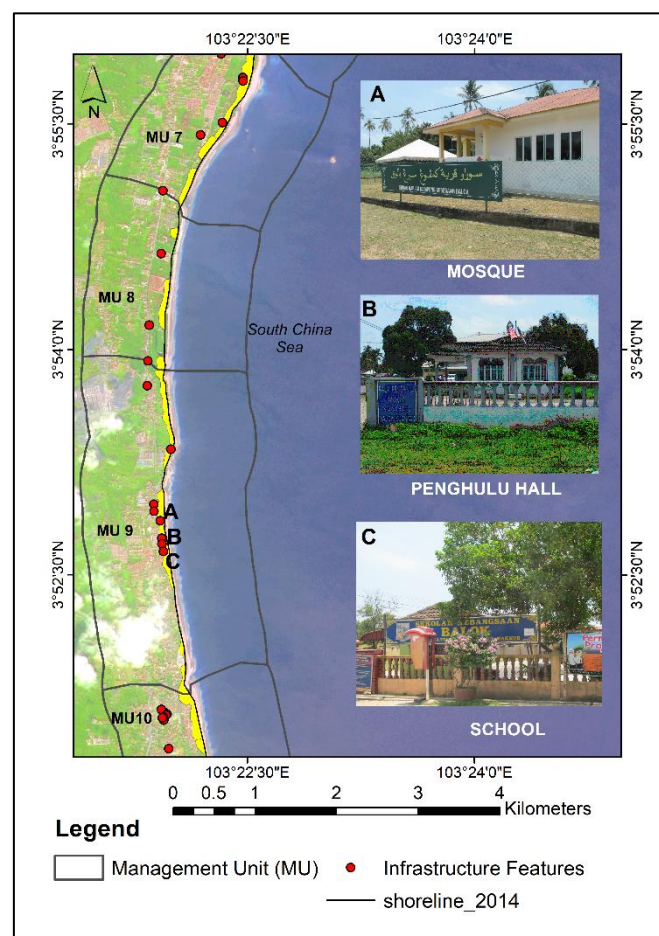 103°22'30"E
103°24'0"E
N
3°55'30"N
3°55'30"N
MU 7
A
MOSQUE
MU 8
South China
Sea
3°54'0"N
3°54'0"N
B
PENGHULU HALL
MU 9
A
B
C
3°52'30"N
3°52'30"N
C
SEKOLAH KEBANGSAAN
BALOK
SCHOOL
MU10
103°22'30"E
103°24'0"E
0 0.5 1 2 3 4
Kilometers
Legend
Management Unit (MU)
Infrastructure Features
shoreline_2014